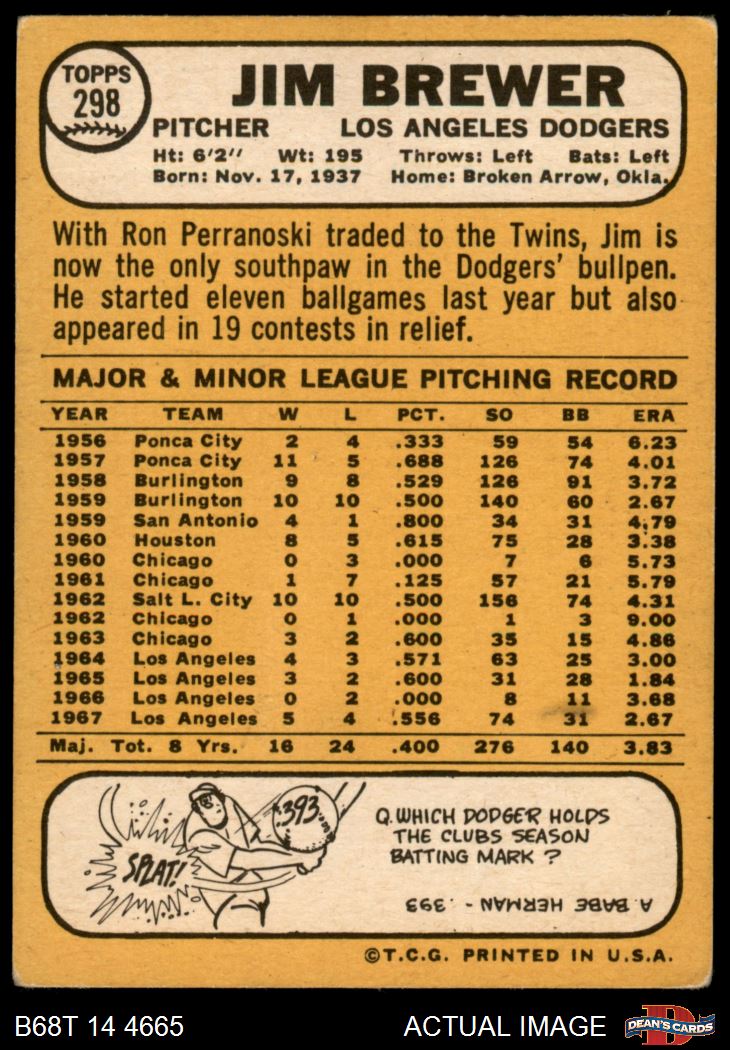 TOPPS
298
JIM BREWER
PITCHER LOS ANGELES DODGERS
Ht: 6'2" Wt: 195 Throws: Left Bats: Left
Born: Nov. 17, 1937 Home: Broken Arrow, Okla.
With Ron Perranoski traded to the Twins, Jim is
now the only southpaw in the Dodgers' bullpen.
He started eleven ballgames last year but also
appeared in 19 contests in relief.
MAJOR & MINOR LEAGUE PITCHING RECORD
YEAR TEAM W L PCT. SO BB ERA
1956 Ponca City 2 4 .333 59 54 6.23
1957 Ponca City 11 5 .688 126 74 4.01
1958 Burlington 9 8 .529 126 91 3.72
1959 Burlington 10 10 .500 140 60 2.67
1959 San Antonio 4 1 .800 34 31 4.79
1960 Houston 8 5 .615 75 28 3.38
1960 Chicago 0 3 .000 7 6 5.73
1961 Chicago 1 7 .125 57 21 5.79
1962 Salt L. City 10 10 .500 156 74 4.31
1962 Chicago 0 1 .000 1 3 9.00
1963 Chicago 3 2 .600 35 15 4.86
1964 Los Angeles 4 3 .571 63 25 3.00
1965 Los Angeles 3 2 .600 31 28 1.84
1966 Los Angeles 0 2 .000 8 11 3.68
1967 Los Angeles 5 4 .556 74 31 2.67
Maj. Tot. 8 Yrs. 16 24 .400 276 140 3.83
.393
SPLAT!
Q. WHICH DODGER HOLDS
THE CLUBS SEASON
BATTING MARK ?
A. BABE HERMAN - .393
©T.C.G. PRINTED IN U.S.A.
B68T 14 4665 ACTUAL IMAGE
D
DEAN'S CARDS